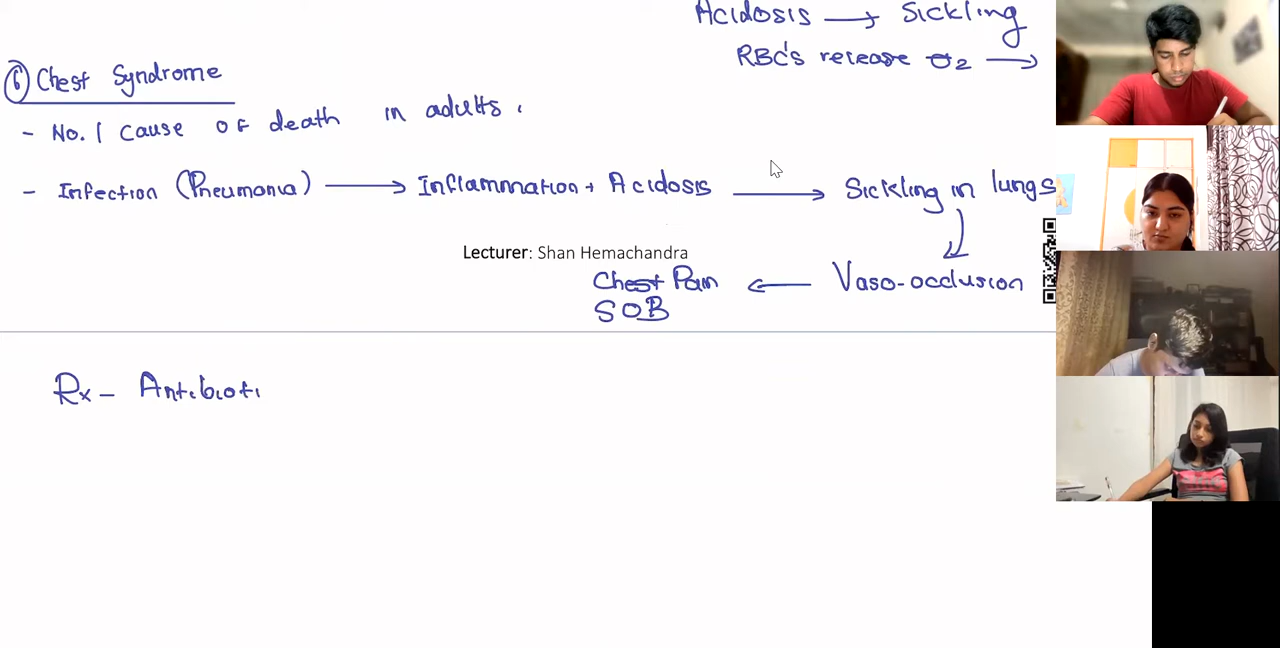 Acidosis → Sickling
RBC's release O2 →
⑥ Chest Syndrome
- No. 1 cause of death in adults.
- Infection (Pneumonia) → Inflammation + Acidosis → Sickling in lungs
Lecturer: Shan Hemachandra
Chest Pain ← Vaso-occlusion
SOB
Rx - Antibioti